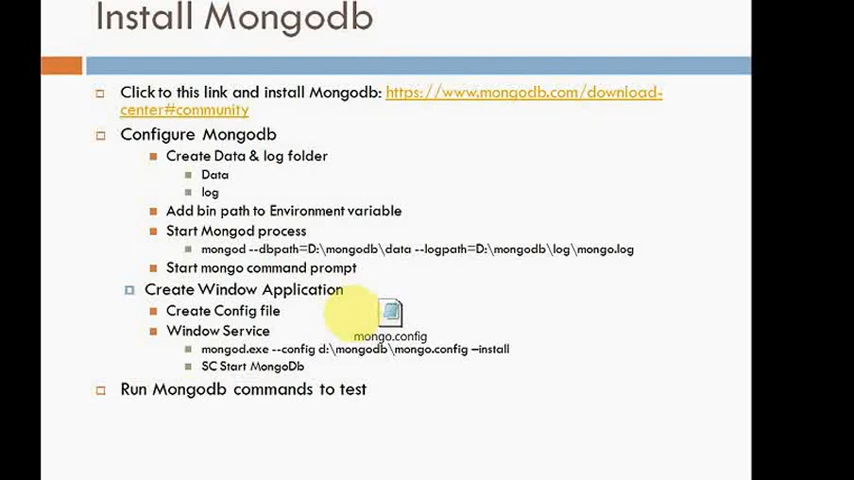 Install Mongodb
Click to this link and install Mongodb: https://www.mongodb.com/download-
center#community
Configure Mongodb
Create Data & log folder
Data
log
Add bin path to Environment variable
Start Mongod process
mongod --dbpath=D:\mongodb\data --logpath=D:\mongodb\log\mongo.log
Start mongo command prompt
Create Window Application
Create Config file
Window Service
mongo.config
mongod.exe --config d:\mongodb\mongo.config –install
SC Start MongoDb
Run Mongodb commands to test